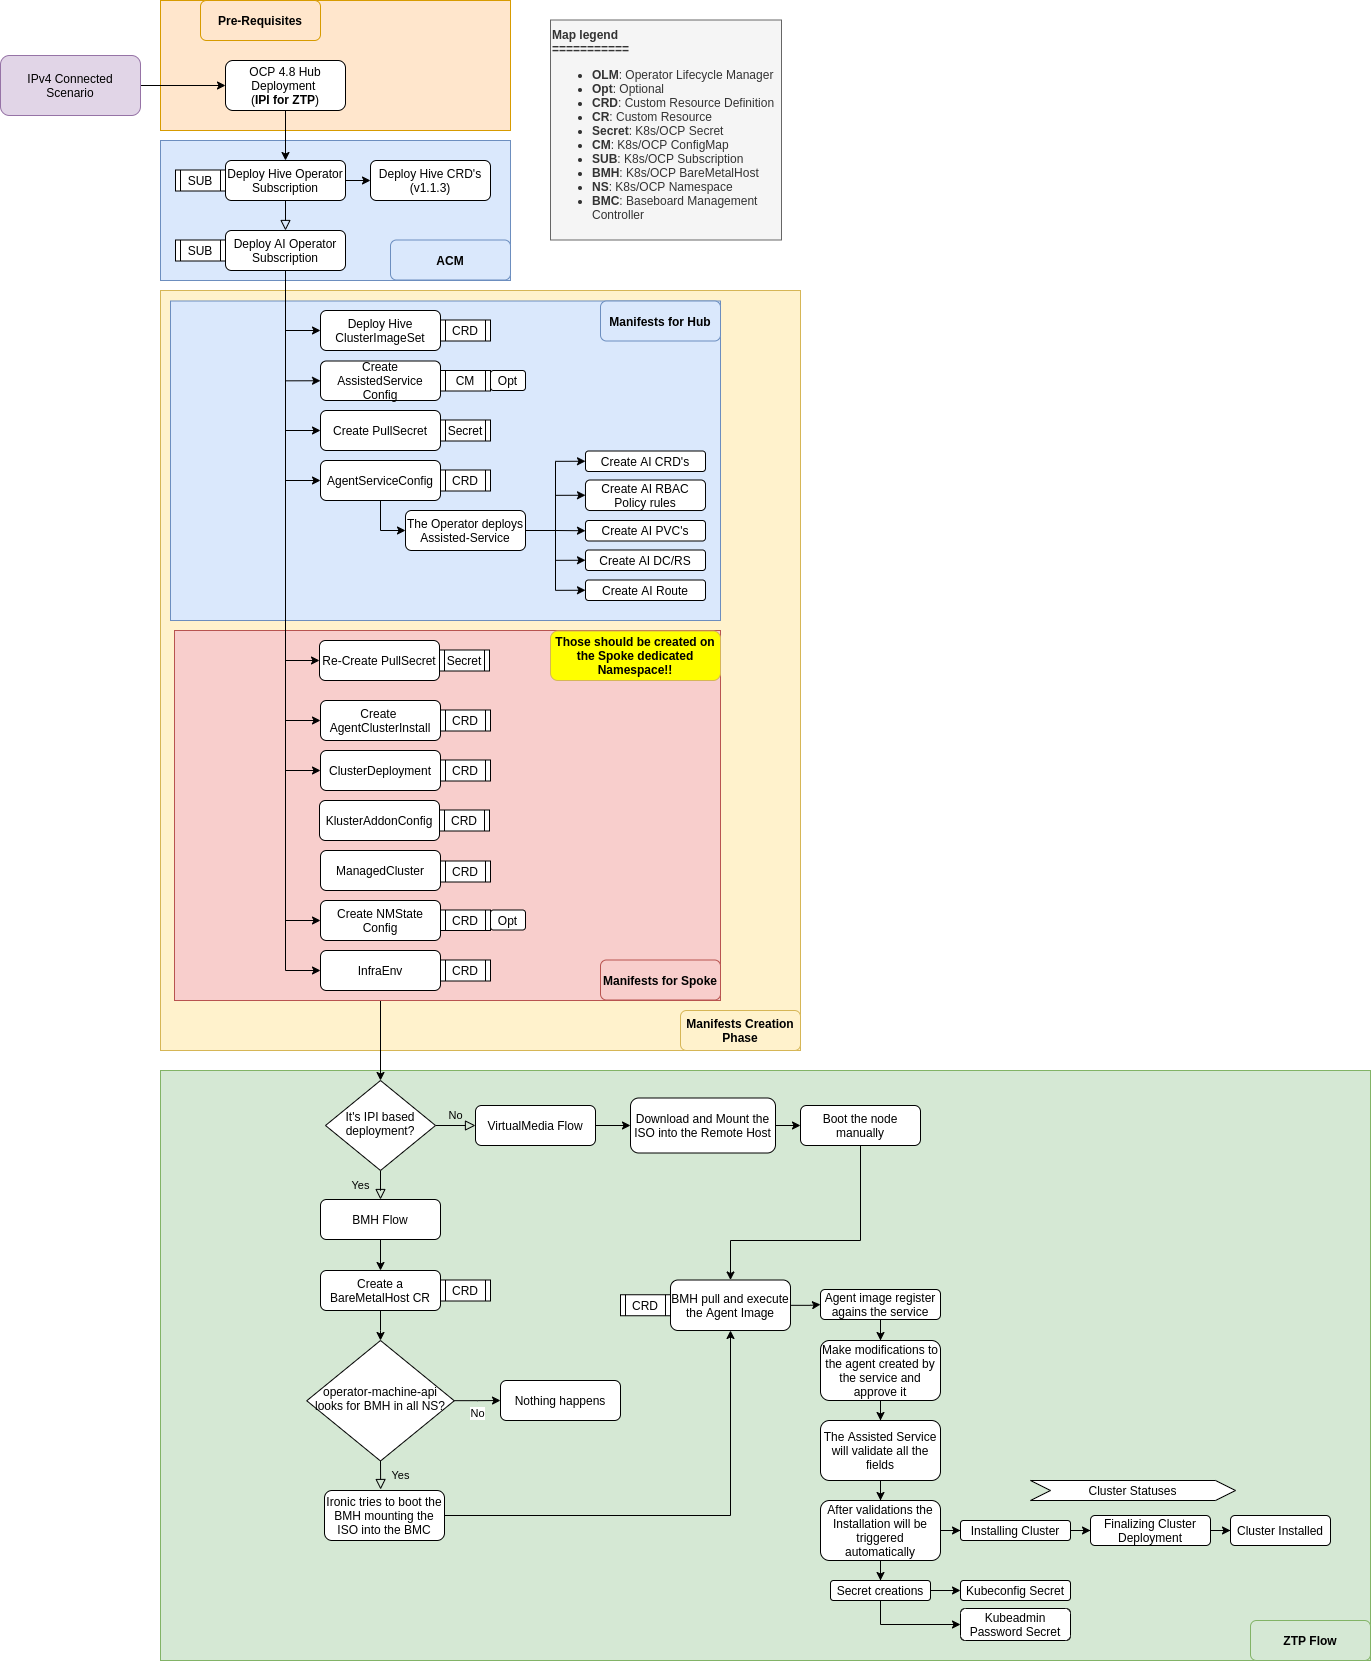 Pre-Requisites
IPv4 Connected
Scenario
OCP 4.8 Hub
Deployment
(IPI for ZTP)
Map legend
===========
OLM: Operator Lifecycle Manager
Opt: Optional
CRD: Custom Resource Definition
CR: Custom Resource
Secret: K8s/OCP Secret
CM: K8s/OCP ConfigMap
SUB: K8s/OCP Subscription
BMH: K8s/OCP BareMetalHost
NS: K8s/OCP Namespace
BMC: Baseboard Management
Controller
SUB
Deploy Hive Operator
Subscription
Deploy Hive CRD's
(v1.1.3)
SUB
Deploy AI Operator
Subscription
ACM
Manifests for Hub
Deploy Hive
ClusterImageSet
CRD
Create
AssistedService
Config
CM
Opt
Create PullSecret
Secret
AgentServiceConfig
CRD
The Operator deploys
Assisted-Service
Create AI CRD's
Create AI RBAC
Policy rules
Create AI PVC's
Create AI DC/RS
Create AI Route
Those should be created on
the Spoke dedicated
Namespace!!
Re-Create PullSecret
Secret
Create
AgentClusterInstall
CRD
ClusterDeployment
CRD
KlusterAddonConfig
CRD
ManagedCluster
CRD
Create NMState
Config
CRD
Opt
InfraEnv
CRD
Manifests for Spoke
Manifests Creation
Phase
It's IPI based
deployment?
No
VirtualMedia Flow
Download and Mount the
ISO into the Remote Host
Boot the node
manually
Yes
BMH Flow
Create a
BareMetalHost CR
CRD
CRD
BMH pull and execute
the Agent Image
Agent image register
agains the service
Make modifications to
the agent created by
the service and
approve it
operator-machine-api
looks for BMH in all NS?
No
Nothing happens
Yes
Ironic tries to boot the
BMH mounting the
ISO into the BMC
The Assisted Service
will validate all the
fields
Cluster Statuses
After validations the
Installation will be
triggered
automatically
Installing Cluster
Finalizing Cluster
Deployment
Cluster Installed
Secret creations
Kubeconfig Secret
Kubeadmin
Password Secret
ZTP Flow